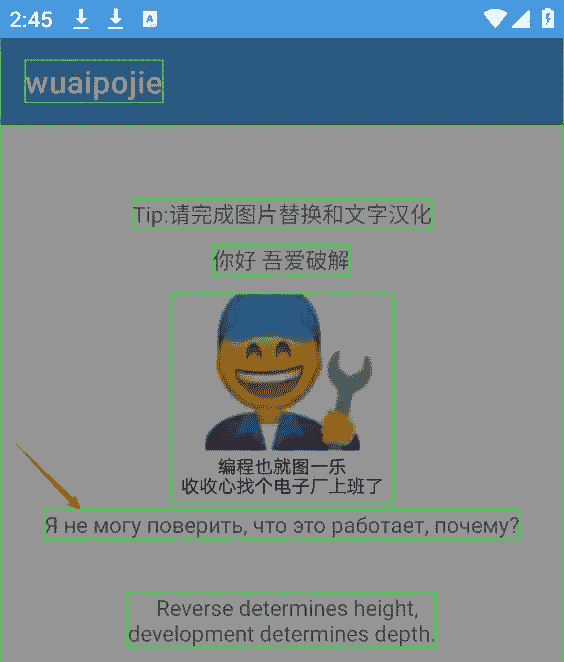 2:45
A
wuaipojie
Tip:请完成图片替换和文字汉化
你好 吾爱破解
编程也就图一乐
收收心找个电子厂上班了
Я не могу поверить, что это работает, почему?
Reverse determines height,
development determines depth.